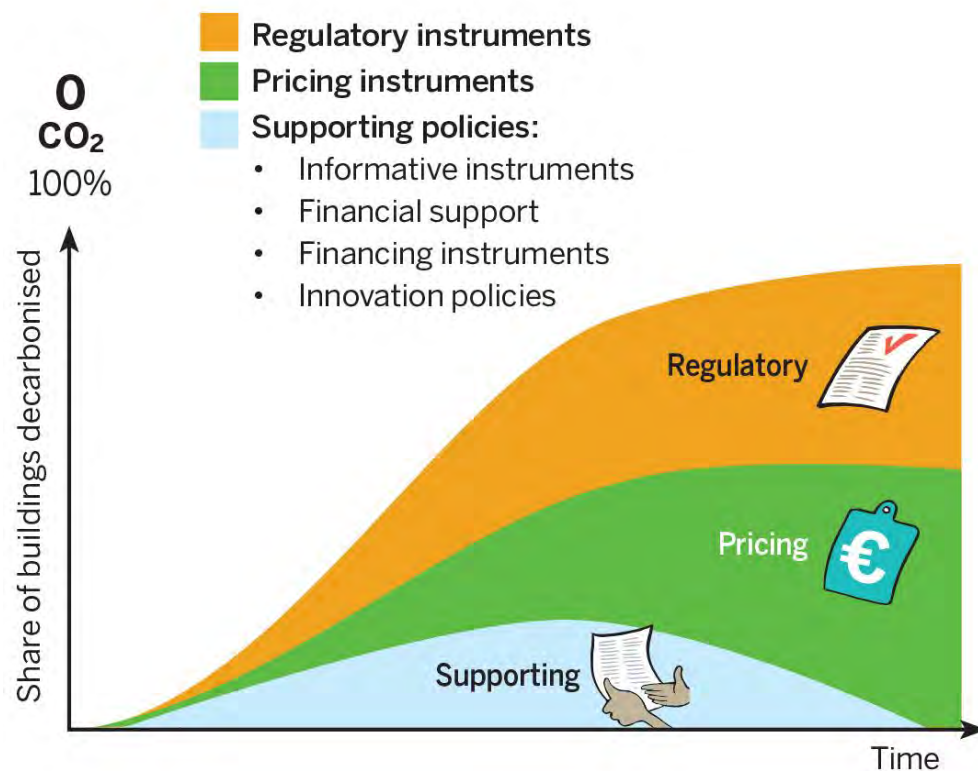 Regulatory instruments
Pricing instruments
Supporting policies:
• Informative instruments
• Financial support
• Financing instruments
• Innovation policies
0
CO₂
100%
Share of buildings decarbonised
Regulatory
Pricing
€
Supporting
Time